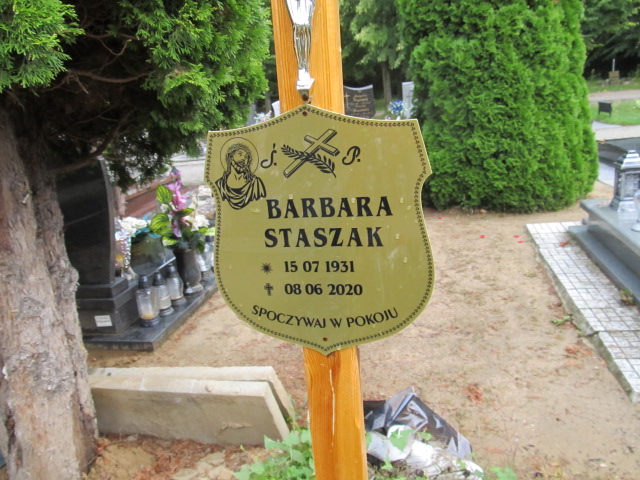 Ś. P.
BARBARA
STASZAK
15 07 1931
08 06 2020
SPOCZYWAJ W POKOJU